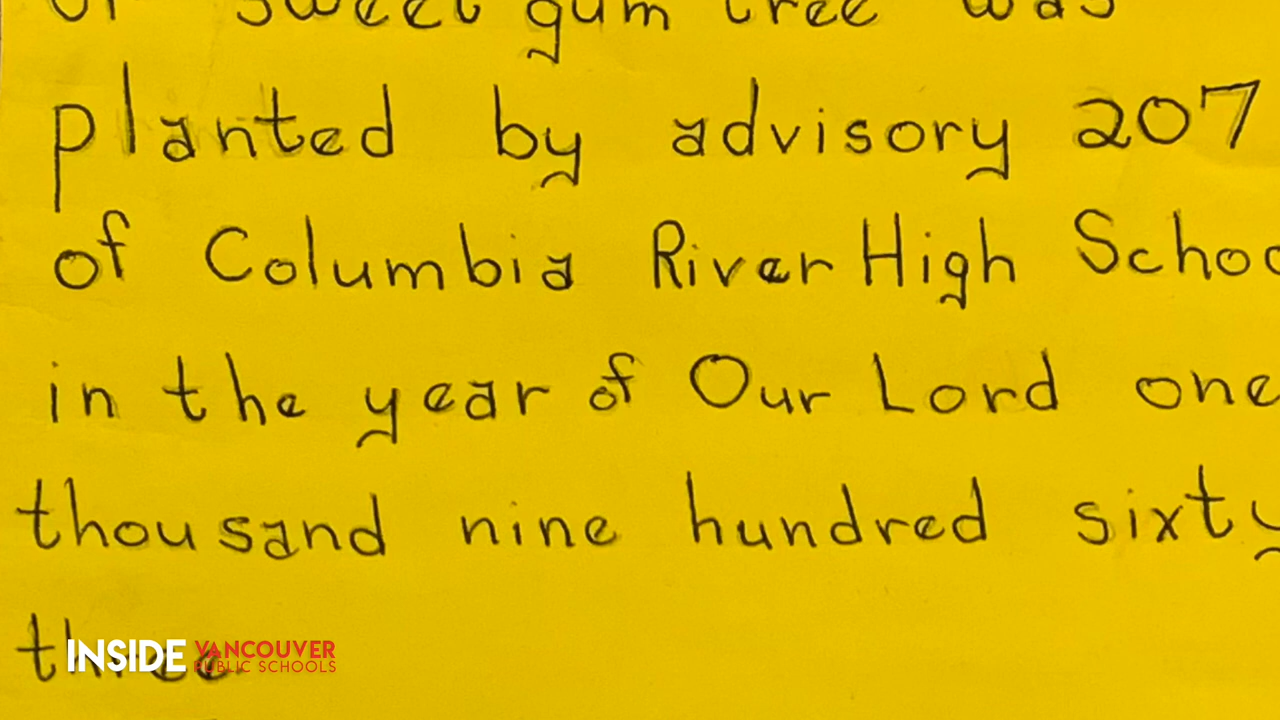 or sweet gum tree was
planted by advisory 207
of Columbia River High Schoo
in the year of Our Lord one
thousand nine hundred sixty
three
INSIDE VANCOUVER
PUBLIC SCHOOLS